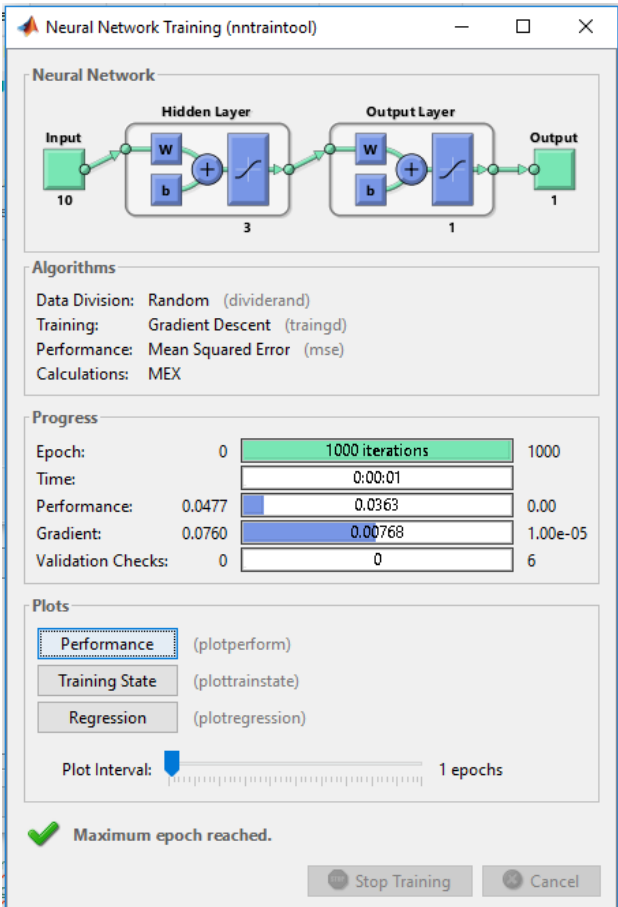 Neural Network Training (nntraintool)
Neural Network
Hidden Layer
Output Layer
Input
Output
W
W
b
b
+
+
10
3
1
1
Algorithms
Data Division: Random (dividerand)
Training: Gradient Descent (traingd)
Performance: Mean Squared Error (mse)
Calculations: MEX
Progress
Epoch: 0 1000 iterations 1000
Time: 0:00:01
Performance: 0.0477 0.0363 0.00
Gradient: 0.0760 0.00768 1.00e-05
Validation Checks: 0 0 6
Plots
Performance (plotperform)
Training State (plottrainstate)
Regression (plotregression)
Plot Interval: 1 epochs
Maximum epoch reached.
STOP Stop Training Cancel